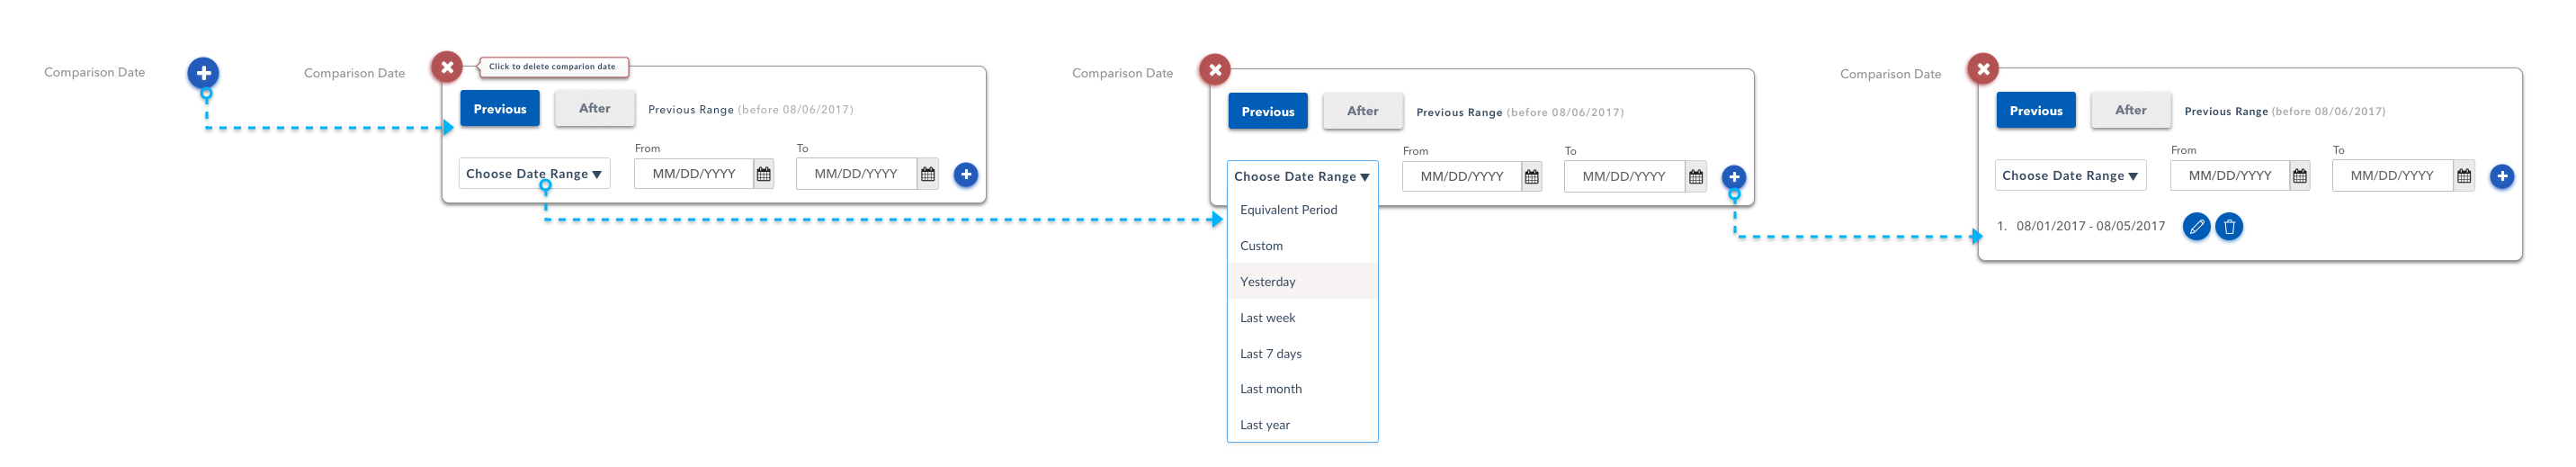 Comparison Date
Comparison Date
Click to delete comparion date
Previous
After
Previous Range (before 08/06/2017)
From
To
Choose Date Range
MM/DD/YYYY
MM/DD/YYYY
Comparison Date
Previous
After
Previous Range (before 08/06/2017)
From
To
Choose Date Range
MM/DD/YYYY
MM/DD/YYYY
Equivalent Period
Custom
Yesterday
Last week
Last 7 days
Last month
Last year
Comparison Date
Previous
After
Previous Range (before 08/06/2017)
From
To
Choose Date Range
MM/DD/YYYY
MM/DD/YYYY
1. 08/01/2017 - 08/05/2017